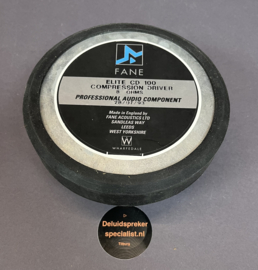 FANE
ELITE CD 100
COMPRESSION DRIVER
8 OHMS
PROFESSIONAL AUDIO COMPONENT
Made in England by
FANE ACOUSTICS LTD
SANDLEAS WAY
LEEDS
WEST YORKSHIRE
WHARFEDALE
Deluidspreker
specialist.nl